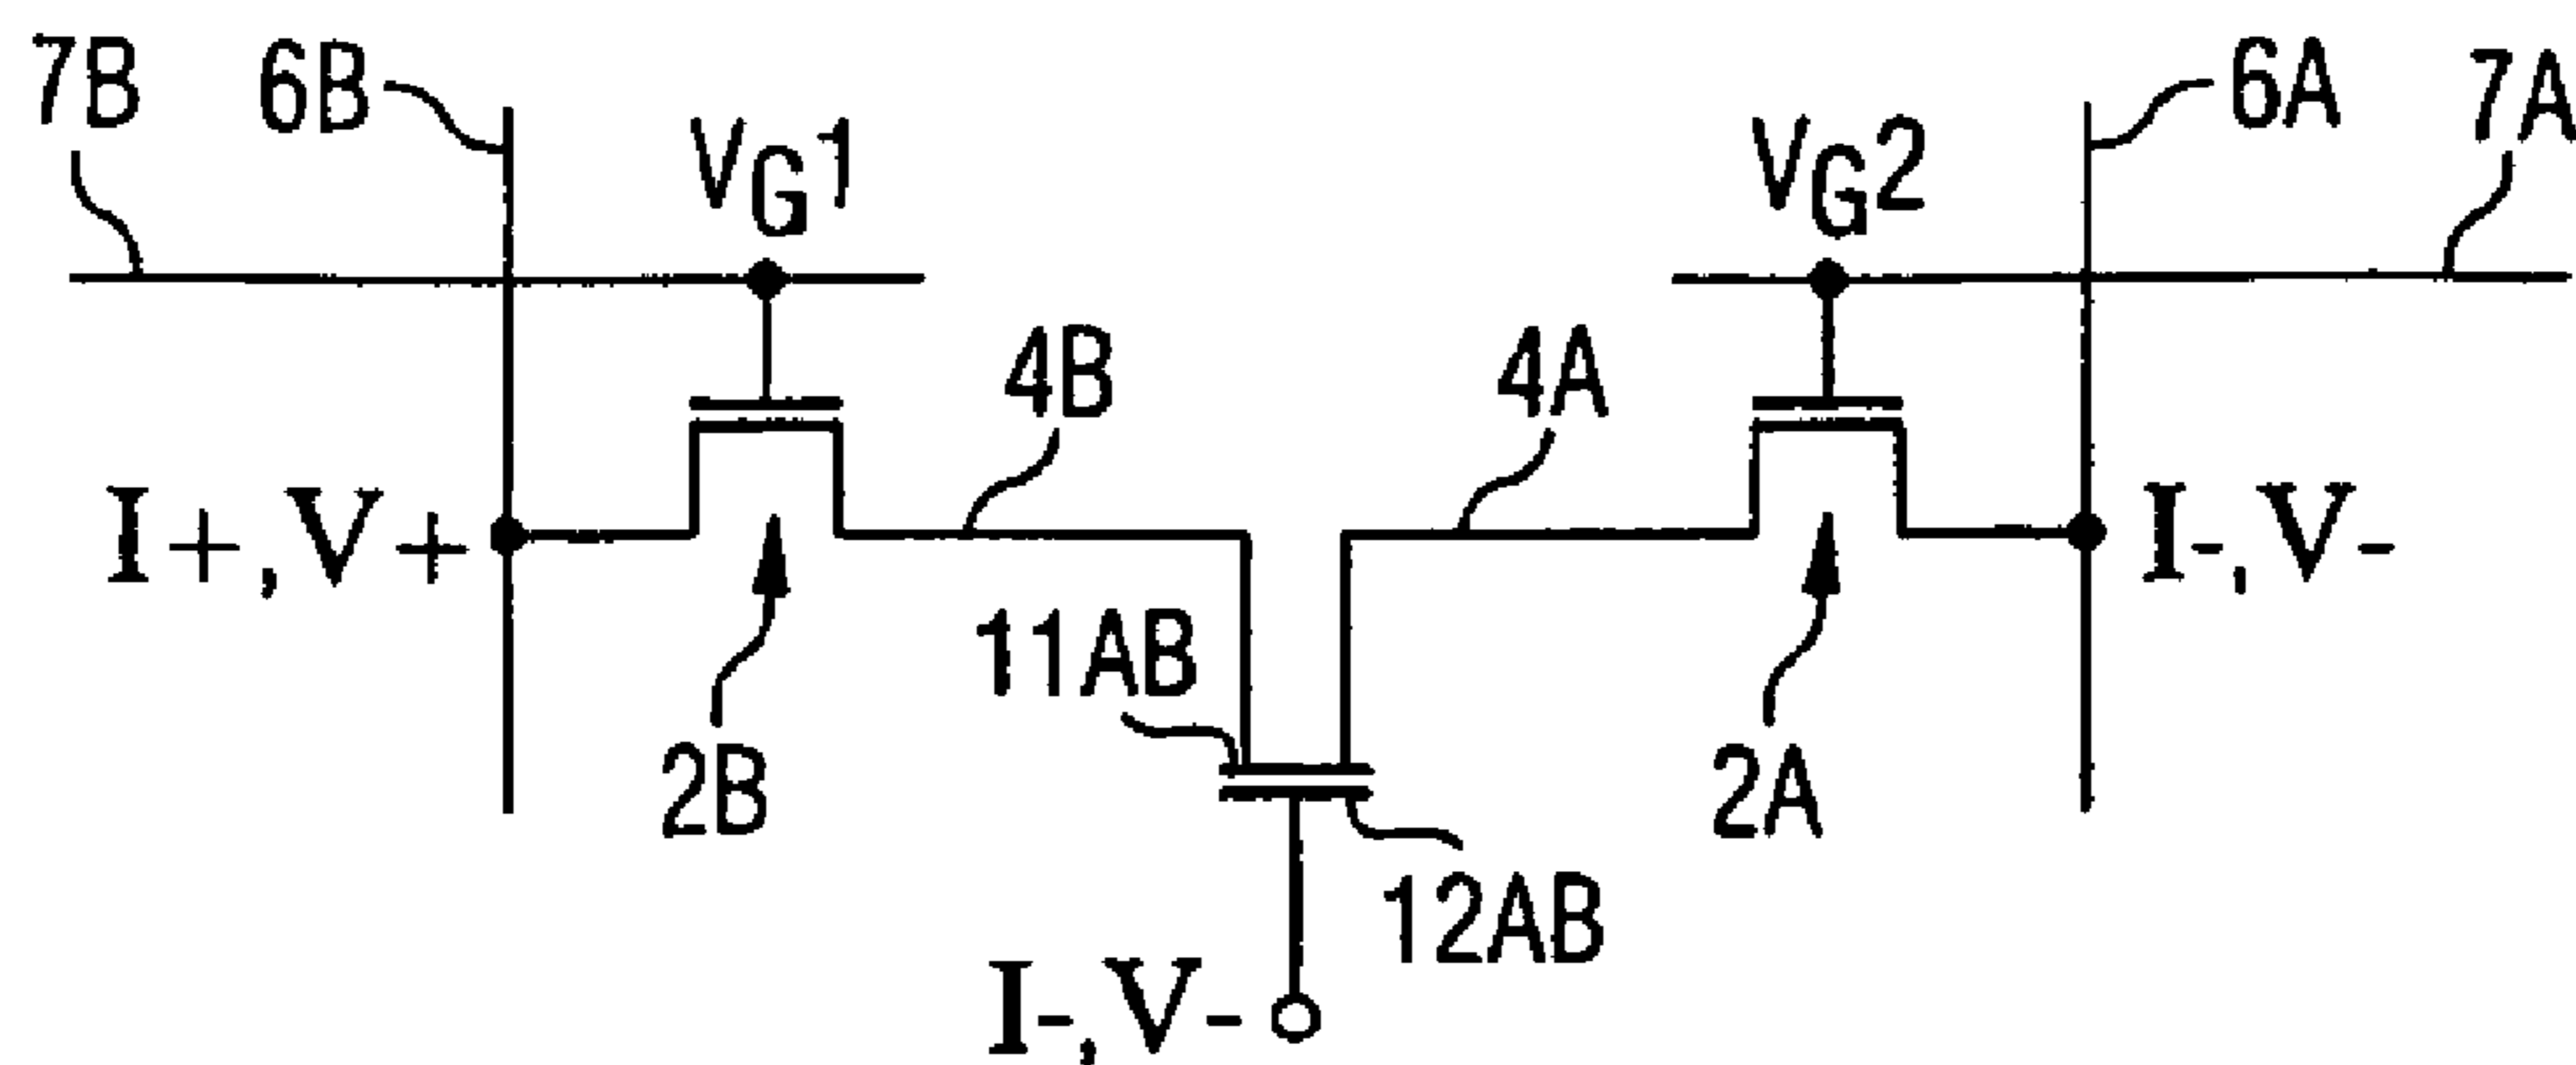 7B 6B VG1 VG2 6A 7A
4B 4A
I+,V+ I-,V-
11AB
2B 2A
12AB
I-,V-